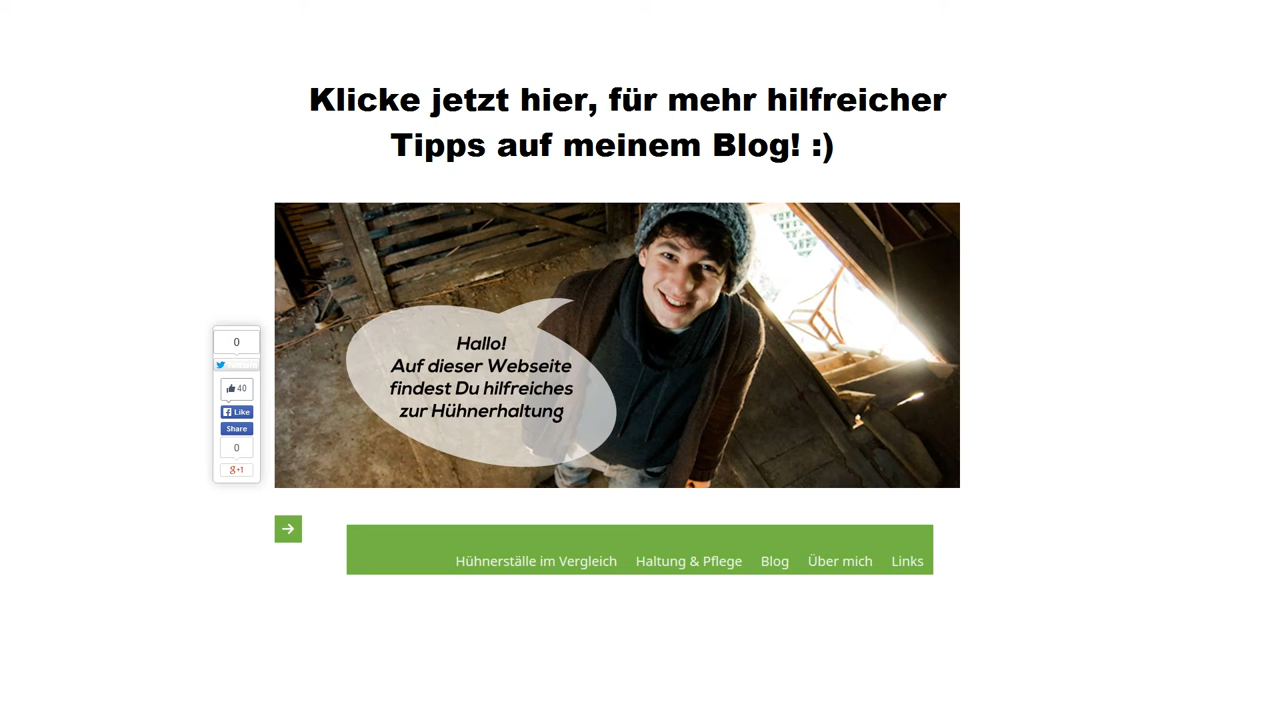 Klicke jetzt hier, für mehr hilfreicher
Tipps auf meinem Blog! :)
Hallo!
Auf dieser Webseite
findest Du hilfreiches
zur Hühnerhaltung
0
40
Like
Share
0
g+1
Hühnerställe im Vergleich Haltung & Pflege Blog Über mich Links